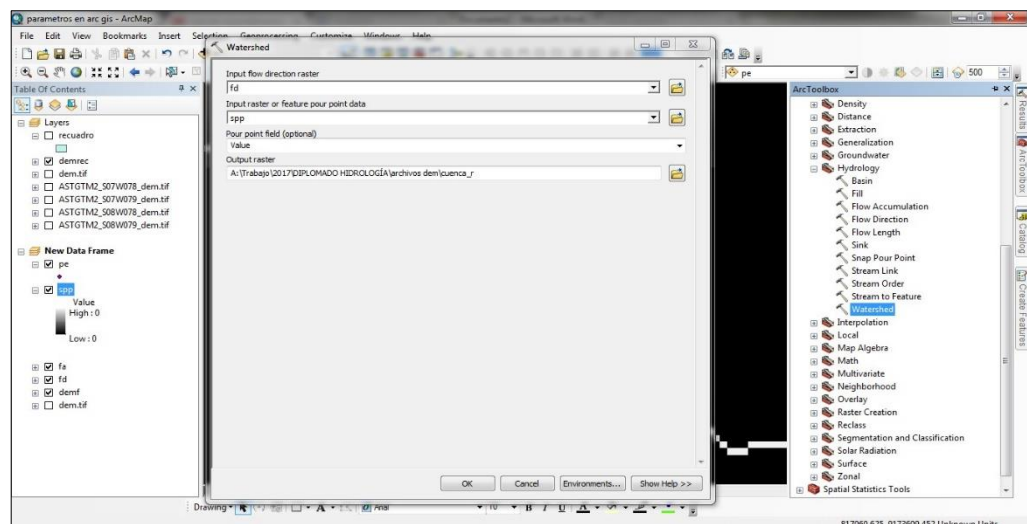 parametros en arc gis - ArcMap
File Edit View Bookmarks Insert Selection Geoprocessing Customize Windows Help
pe
500
Table Of Contents
Layers
recuadro
demrec
dem.tif
ASTGTM2_S07W078_dem.tif
ASTGTM2_S07W079_dem.tif
ASTGTM2_S08W078_dem.tif
ASTGTM2_S08W079_dem.tif
New Data Frame
pe
spp
Value
High : 0
Low : 0
fa
fd
demf
dem.tif
Watershed
Input flow direction raster
fd
Input raster or feature pour point data
spp
Pour point field (optional)
Value
Output raster
A:\Trabajo\2017\DIPLOMADO HIDROLOGÍA\archivos dem\cuenca_r
OK Cancel Environments... Show Help >>
ArcToolbox
Density
Distance
Extraction
Generalization
Groundwater
Hydrology
Basin
Fill
Flow Accumulation
Flow Direction
Flow Length
Sink
Snap Pour Point
Stream Link
Stream Order
Stream to Feature
Watershed
Interpolation
Local
Map Algebra
Math
Multivariate
Neighborhood
Overlay
Raster Creation
Reclass
Segmentation and Classification
Solar Radiation
Surface
Zonal
Spatial Statistics Tools
Results
ArcToolbox
Catalog
Create Features
Drawing
A
Arial
10
B I U A
Unknown Units